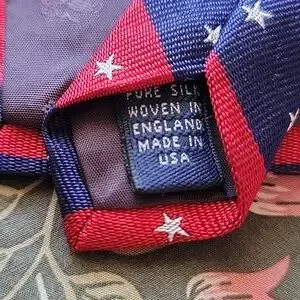 PURE SILK
WOVEN IN
ENGLAND
MADE IN
USA